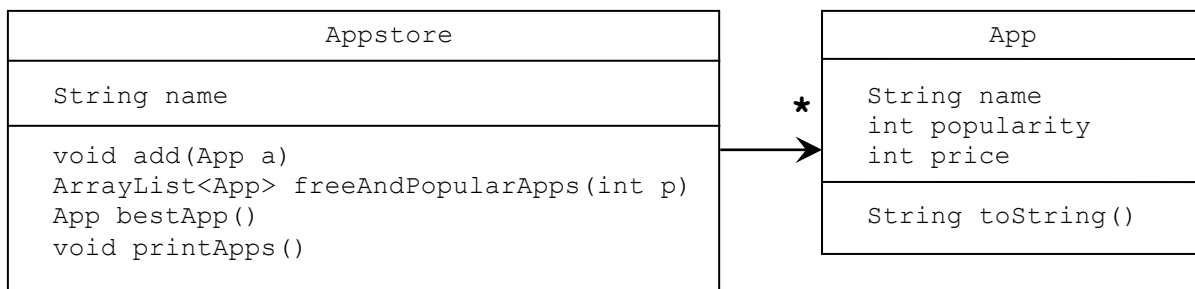 Appstore
String name
void add(App a)
ArrayList<App> freeAndPopularApps(int p)
App bestApp()
void printApps()
*
App
String name
int popularity
int price
String toString()